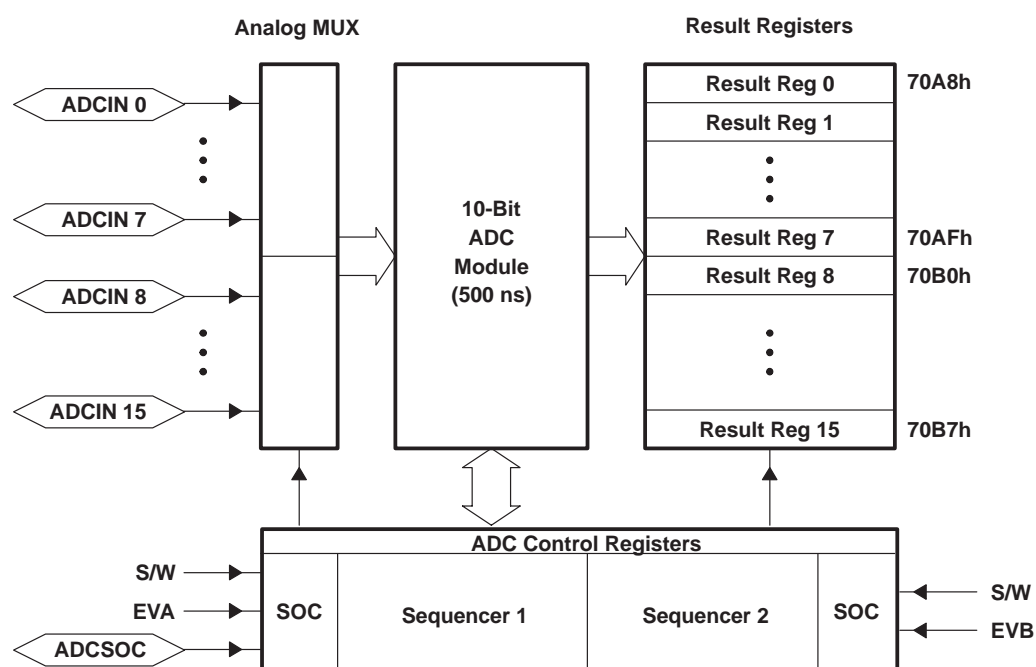 Analog MUX
Result Registers
ADCIN 0
Result Reg 0
70A8h
Result Reg 1
ADCIN 7
10-Bit
ADC
Module
(500 ns)
Result Reg 7
70AFh
ADCIN 8
Result Reg 8
70B0h
ADCIN 15
Result Reg 15
70B7h
ADC Control Registers
S/W
EVA
ADCSOC
SOC
Sequencer 1
Sequencer 2
SOC
S/W
EVB